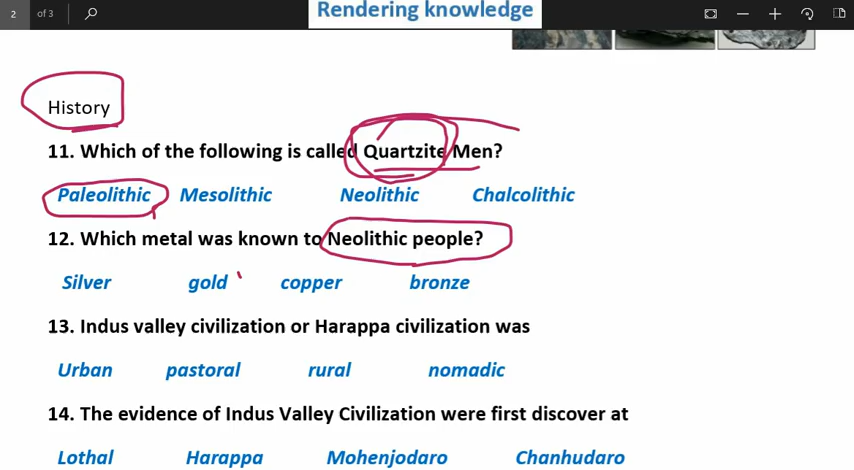 2 of 3
Rendering knowledge
History
11. Which of the following is called Quartzite Men?
Paleolithic Mesolithic Neolithic Chalcolithic
12. Which metal was known to Neolithic people?
Silver gold copper bronze
13. Indus valley civilization or Harappa civilization was
Urban pastoral rural nomadic
14. The evidence of Indus Valley Civilization were first discover at
Lothal Harappa Mohenjodaro Chanhudaro